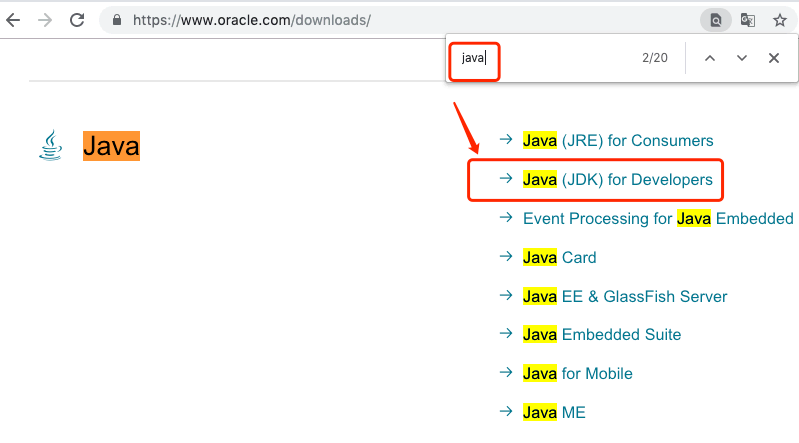 https://www.oracle.com/downloads/
java 2/20
Java
Java (JRE) for Consumers
Java (JDK) for Developers
Event Processing for Java Embedded
Java Card
Java EE & GlassFish Server
Java Embedded Suite
Java for Mobile
Java ME